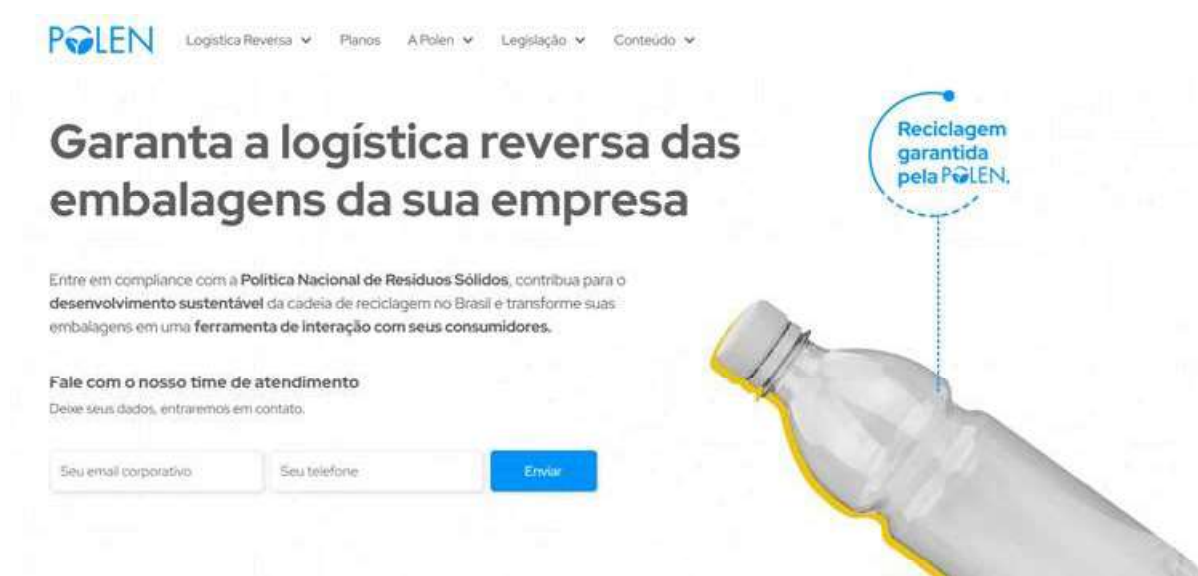 POLEN
Logística Reversa
Planos
A Polen
Legislação
Conteúdo
Garanta a logística reversa das
embalagens da sua empresa
Reciclagem
garantida
pela POLEN.
Entre em compliance com a Política Nacional de Resíduos Sólidos, contribua para o
desenvolvimento sustentável da cadeia de reciclagem no Brasil e transforme suas
embalagens em uma ferramenta de interação com seus consumidores.
Fale com o nosso time de atendimento
Deixe seus dados, entraremos em contato.
Seu email corporativo
Seu telefone
Enviar